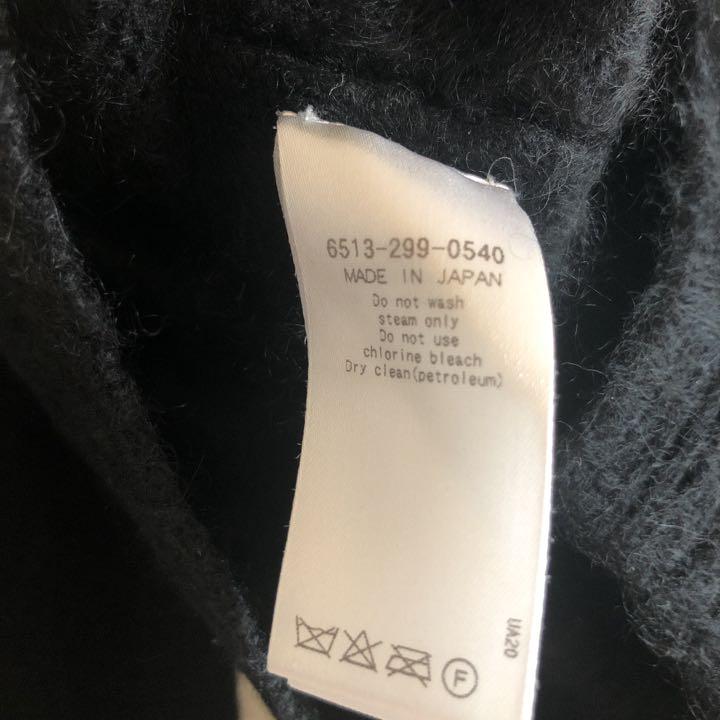 6513-299-0540
MADE IN JAPAN
Do not wash
steam only
Do not use
chlorine bleach
Dry clean(petroleum)
UA20
F